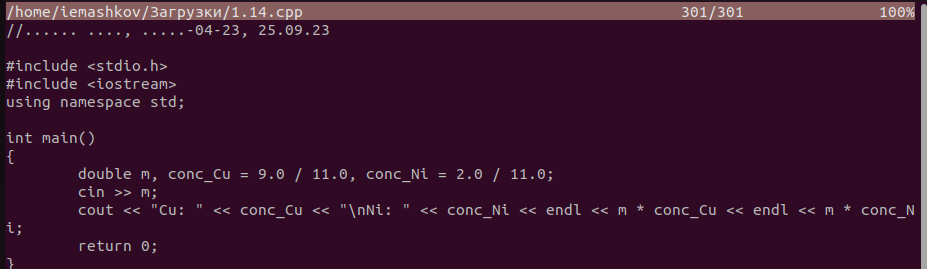 /home/iemashkov/Загрузки/1.14.cpp 301/301 100%
//...... ...., .....-04-23, 25.09.23
#include <stdio.h>
#include <iostream>
using namespace std;
int main()
{
double m, conc_Cu = 9.0 / 11.0, conc_Ni = 2.0 / 11.0;
cin >> m;
cout << "Cu: " << conc_Cu << "\nNi: " << conc_Ni << endl << m * conc_Cu << endl << m * conc_N
i;
return 0;
}